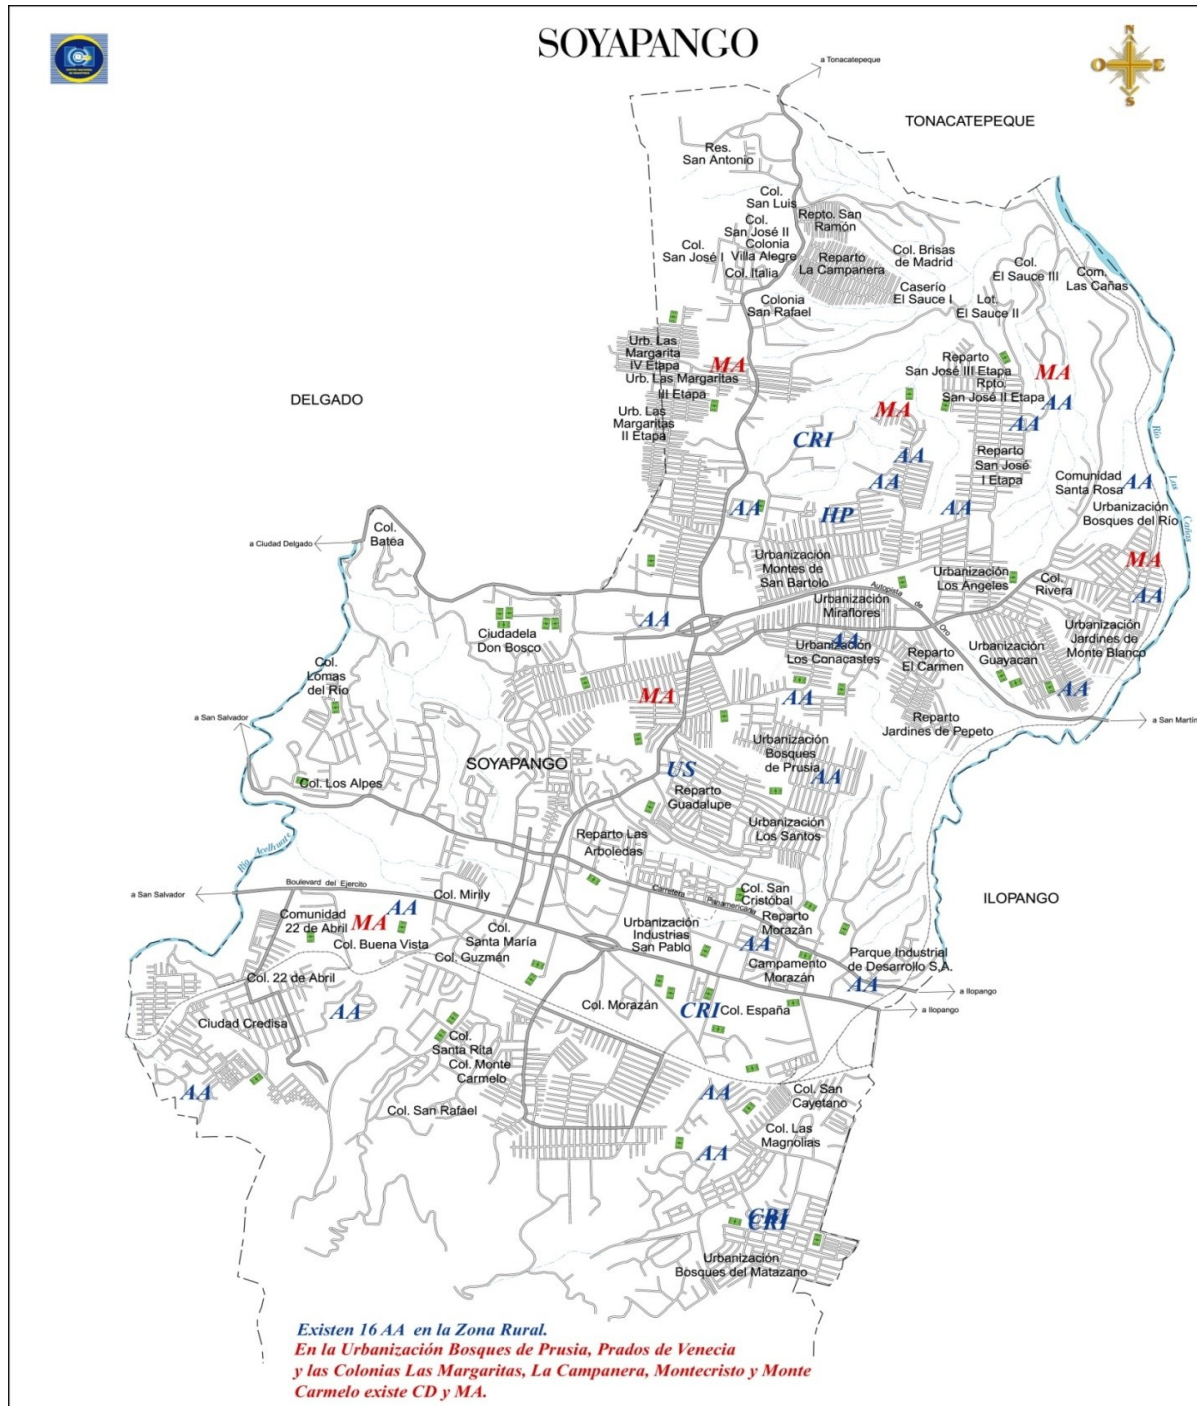 SOYAPANGO
N
O
E
S
a Tonacatepeque
TONACATEPEQUE
Res.
San Antonio
Col.
San Luis
Repto. San
Ramón
Col.
San José II
Col.
San José I
Colonia
Villa Alegre
Col. Italia
Reparto
La Campanera
Col. Brisas
de Madrid
Col.
El Sauce III
Com.
Las Cañas
Caserío
El Sauce I
Lot.
El Sauce II
Colonia
San Rafael
Urb. Las
Margarita
IV Etapa
Urb. Las Margaritas
III Etapa
Urb. Las
Margaritas
II Etapa
MA
Reparto
San José III Etapa
Rpto.
San José II Etapa
MA
AA
AA
MA
DELGADO
CRI
AA
AA
Reparto
San José
I Etapa
Río
Las
Cañas
Comunidad
Santa Rosa
AA
AA
HP
AA
Urbanización
Bosques del Río
Col.
Batea
a Ciudad Delgado
Urbanización
Montes de
San Bartolo
Autopista de Oro
Urbanización
Los Angeles
Col.
Rivera
MA
AA
Urbanización
Miraflores
AA
Ciudadela
Don Bosco
AA
Urbanización
Los Conacastes
Reparto
El Carmen
Urbanización
Guayacan
Urbanización
Jardines de
Monte Blanco
AA
Col.
Lomas
del Río
MA
AA
Reparto
Jardines de Pepeto
a San Martín
a San Salvador
Urbanización
Bosques
de Prusia
AA
SOYAPANGO
US
Col. Los Alpes
Reparto
Guadalupe
Urbanización
Los Santos
Reparto Las
Arboledas
Río Acelhuate
Boulevard del Ejercito
a San Salvador
Col. Mirily
Carretera Panamericana
Col. San
Cristóbal
ILOPANGO
Comunidad
22 de Abril
MA
AA
Col. Buena Vista
Col.
Santa María
Col. Guzmán
Urbanización
Industrias
San Pablo
Reparto
Morazán
AA
Campamento
Morazán
Parque Industrial
de Desarrollo S.A.
AA
a Ilopango
a Ilopango
Col. 22 de Abril
Col. Morazán
CRI
Col. España
AA
Ciudad Credisa
Col.
Santa Rita
Col. Monte
Carmelo
AA
Col. San Rafael
AA
Col. San
Cayetano
Col. Las
Magnolias
AA
CRI
CRI
Urbanización
Bosques del Matazano
Existen 16 AA en la Zona Rural.
En la Urbanización Bosques de Prusia, Prados de Venecia
y las Colonias Las Margaritas, La Campanera, Montecristo y Monte
Carmelo existe CD y MA.